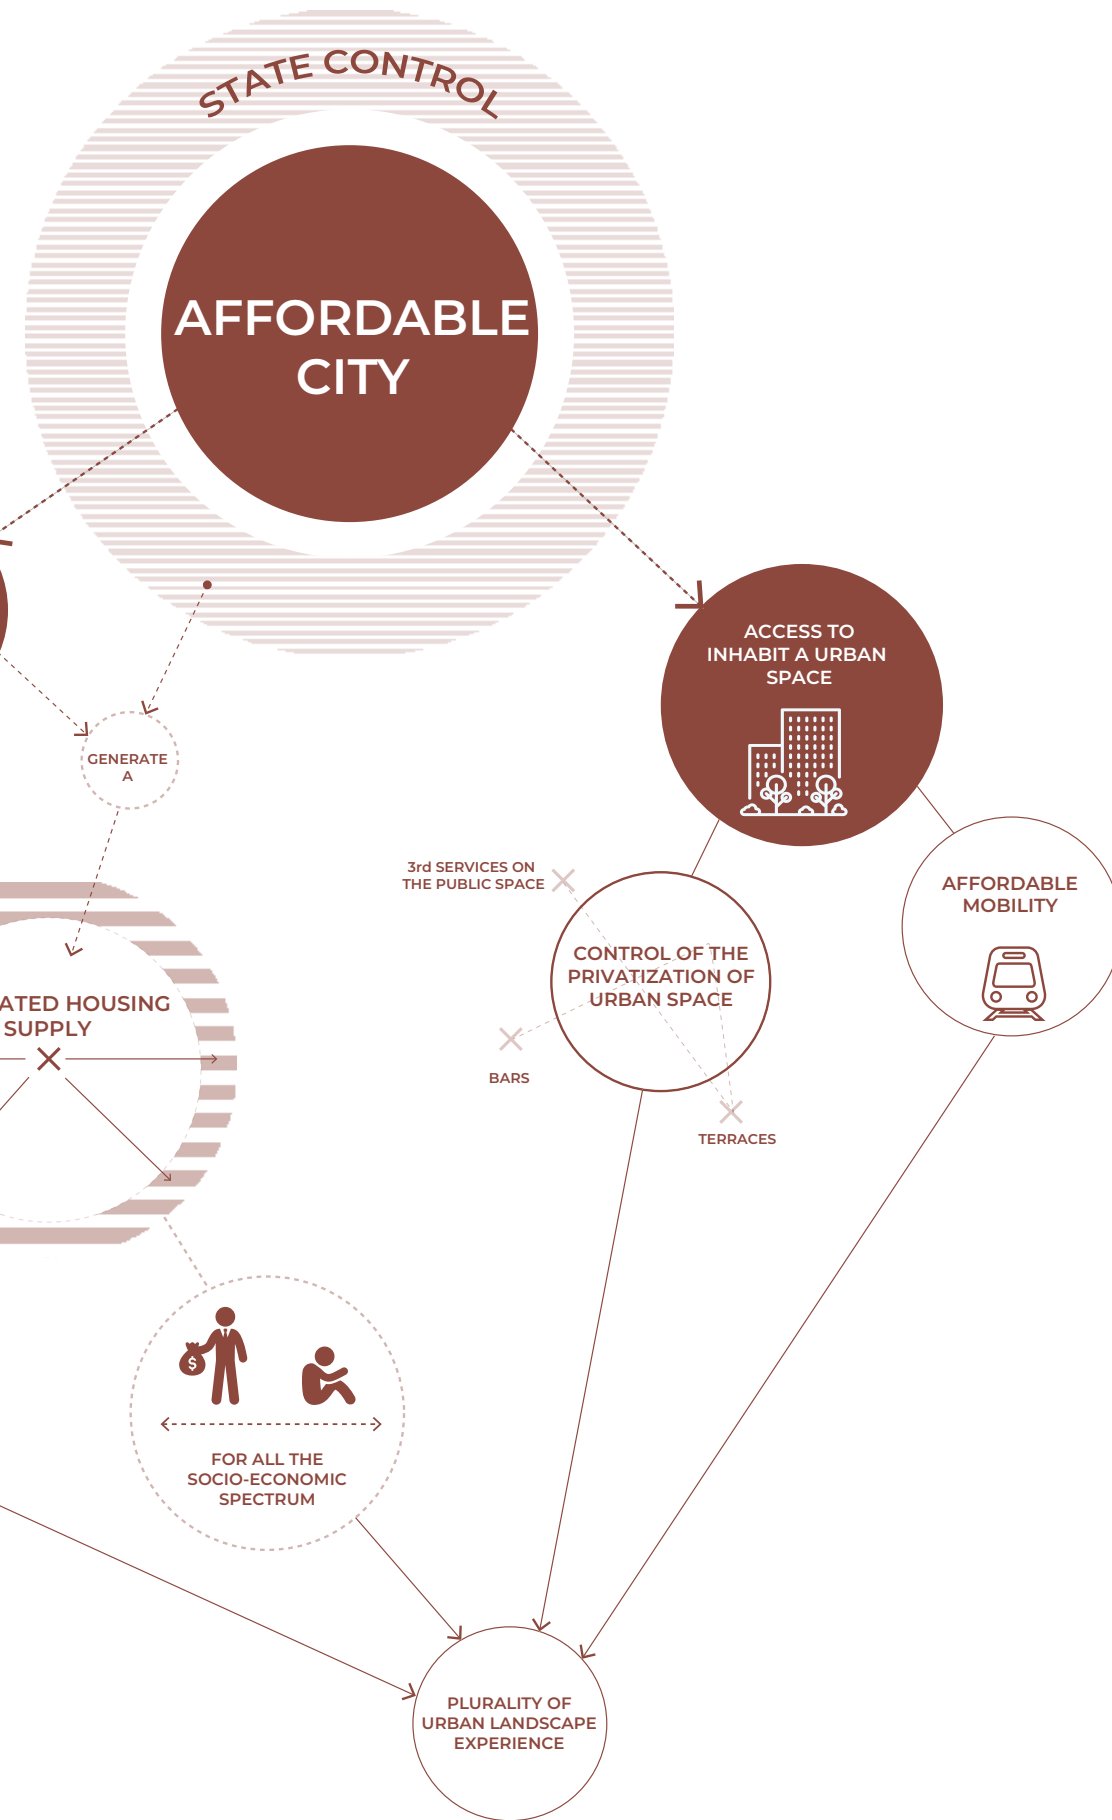 STATE CONTROL
AFFORDABLE
CITY
ACCESS TO
INHABIT A URBAN
SPACE
GENERATE
A
3rd SERVICES ON
THE PUBLIC SPACE
AFFORDABLE
MOBILITY
CONTROL OF THE
PRIVATIZATION OF
URBAN SPACE
ATED HOUSING
SUPPLY
BARS
TERRACES
$
FOR ALL THE
SOCIO-ECONOMIC
SPECTRUM
PLURALITY OF
URBAN LANDSCAPE
EXPERIENCE